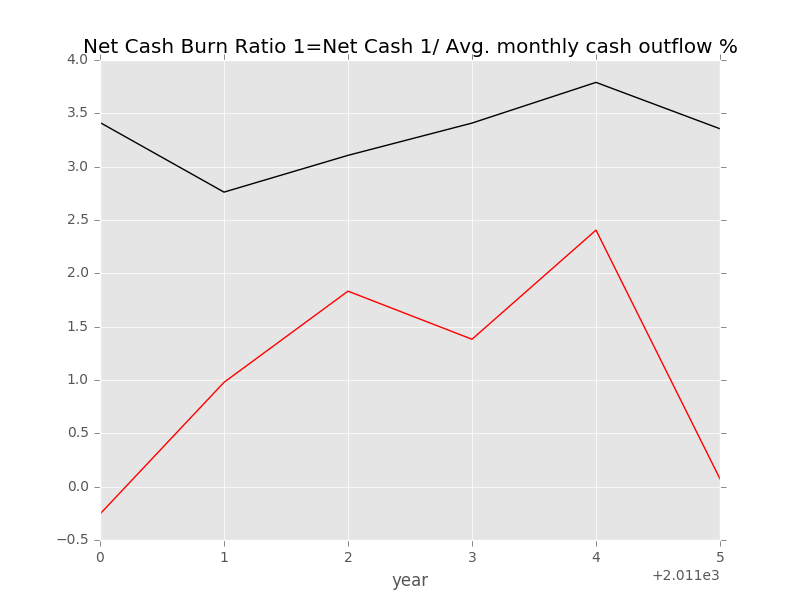 Net Cash Burn Ratio 1=Net Cash 1/ Avg. monthly cash outflow %
4.0
3.5
3.0
2.5
2.0
1.5
1.0
0.5
0.0
−0.5
0 1 2 3 4 5
+2.011e3
year